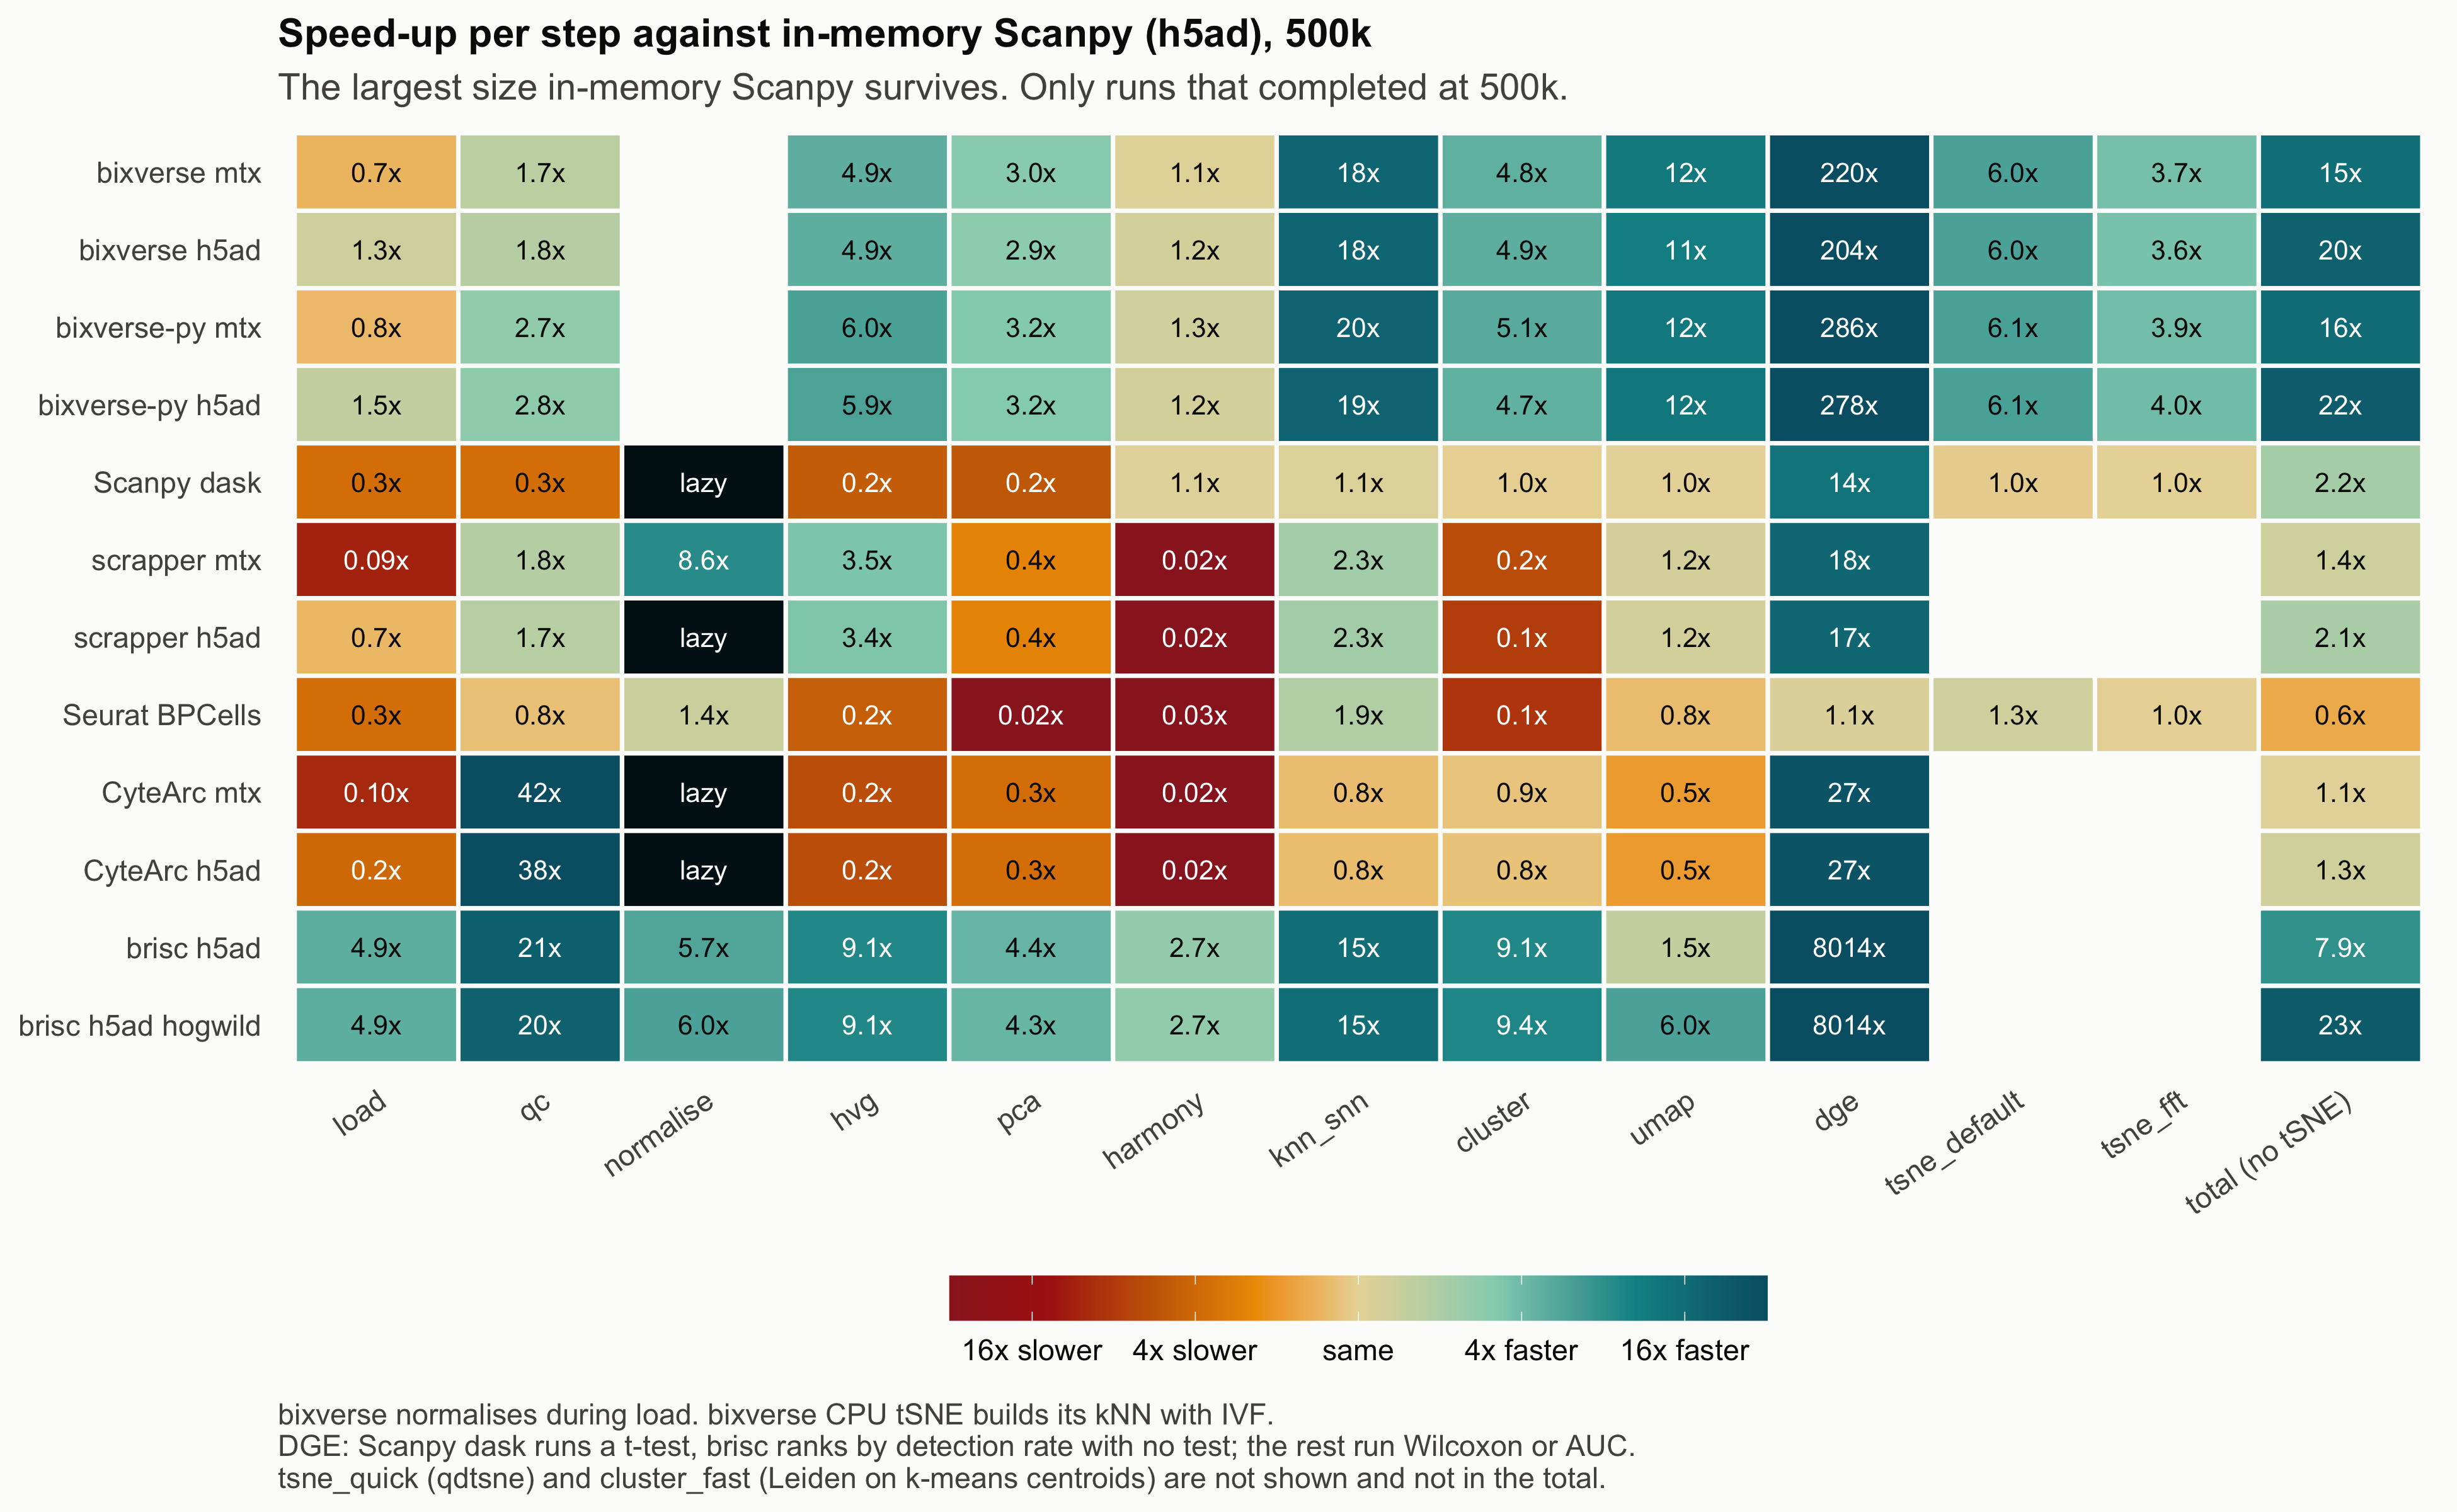 Speed-up per step against in-memory Scanpy (h5ad), 500k
The largest size in-memory Scanpy survives. Only runs that completed at 500k.
bixverse mtx 0.7x 1.7x 4.9x 3.0x 1.1x 18x 4.8x 12x 220x 6.0x 3.7x 15x
bixverse h5ad 1.3x 1.8x 4.9x 2.9x 1.2x 18x 4.9x 11x 204x 6.0x 3.6x 20x
bixverse-py mtx 0.8x 2.7x 6.0x 3.2x 1.3x 20x 5.1x 12x 286x 6.1x 3.9x 16x
bixverse-py h5ad 1.5x 2.8x 5.9x 3.2x 1.2x 19x 4.7x 12x 278x 6.1x 4.0x 22x
Scanpy dask 0.3x 0.3x lazy 0.2x 0.2x 1.1x 1.1x 1.0x 1.0x 14x 1.0x 1.0x 2.2x
scrapper mtx 0.09x 1.8x 8.6x 3.5x 0.4x 0.02x 2.3x 0.2x 1.2x 18x 1.4x
scrapper h5ad 0.7x 1.7x lazy 3.4x 0.4x 0.02x 2.3x 0.1x 1.2x 17x 2.1x
Seurat BPCells 0.3x 0.8x 1.4x 0.2x 0.02x 0.03x 1.9x 0.1x 0.8x 1.1x 1.3x 1.0x 0.6x
CyteArc mtx 0.10x 42x lazy 0.2x 0.3x 0.02x 0.8x 0.9x 0.5x 27x 1.1x
CyteArc h5ad 0.2x 38x lazy 0.2x 0.3x 0.02x 0.8x 0.8x 0.5x 27x 1.3x
brisc h5ad 4.9x 21x 5.7x 9.1x 4.4x 2.7x 15x 9.1x 1.5x 8014x 7.9x
brisc h5ad hogwild 4.9x 20x 6.0x 9.1x 4.3x 2.7x 15x 9.4x 6.0x 8014x 23x
load qc normalise hvg pca harmony knn_snn cluster umap dge tsne_default tsne_fft total (no tSNE)
16x slower 4x slower same 4x faster 16x faster
bixverse normalises during load. bixverse CPU tSNE builds its kNN with IVF.
DGE: Scanpy dask runs a t-test, brisc ranks by detection rate with no test; the rest run Wilcoxon or AUC.
tsne_quick (qdtsne) and cluster_fast (Leiden on k-means centroids) are not shown and not in the total.